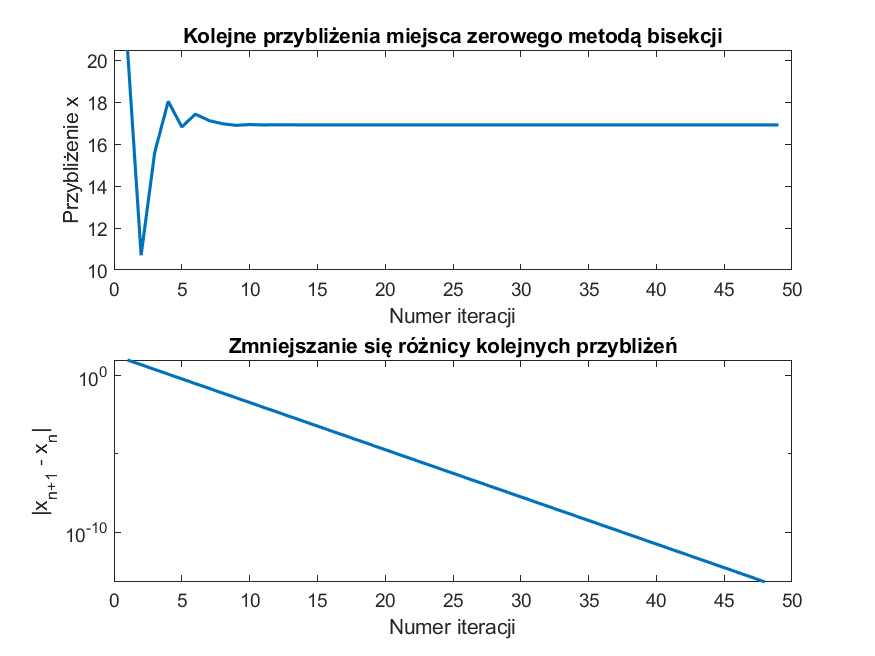 Kolejne przybliżenia miejsca zerowego metodą bisekcji
20
18
16
14
12
10
Przybliżenie x
0 5 10 15 20 25 30 35 40 45 50
Numer iteracji
Zmniejszanie się różnicy kolejnych przybliżeń
10^0
10^-10
|x_{n+1} - x_n|
0 5 10 15 20 25 30 35 40 45 50
Numer iteracji